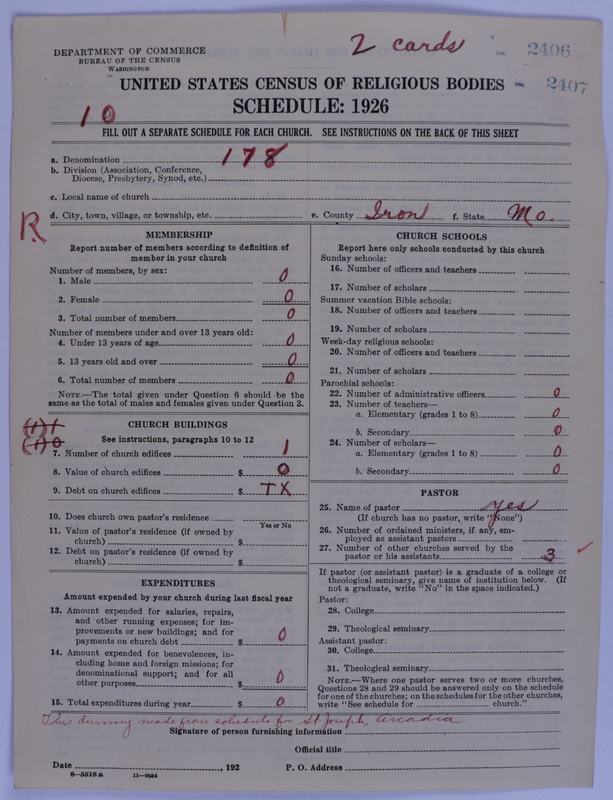 2 cards
2406
DEPARTMENT OF COMMERCE
BUREAU OF THE CENSUS
WASHINGTON
UNITED STATES CENSUS OF RELIGIOUS BODIES
2407
SCHEDULE: 1926
10
FILL OUT A SEPARATE SCHEDULE FOR EACH CHURCH. SEE INSTRUCTIONS ON THE BACK OF THIS SHEET
a. Denomination 178
b. Division (Association, Conference,
Diocese, Presbytery, Synod, etc.)
c. Local name of church
d. City, town, village, or township, etc. e. County Iron f. State Mo.
R.
MEMBERSHIP
Report number of members according to definition of
member in your church
Number of members, by sex:
1. Male 0
2. Female 0
3. Total number of members 0
Number of members under and over 13 years old:
4. Under 13 years of age 0
5. 13 years old and over 0
6. Total number of members 0
NOTE.—The total given under Question 6 should be the
same as the total of males and females given under Question 3.
(1) 1
(1) 0
CHURCH BUILDINGS
See instructions, paragraphs 10 to 12
7. Number of church edifices 1
8. Value of church edifices $ 0
9. Debt on church edifices $ TX
10. Does church own pastor's residence
Yes or No
11. Value of pastor's residence (if owned by
church) $
12. Debt on pastor's residence (if owned by
church) $
EXPENDITURES
Amount expended by your church during last fiscal year
13. Amount expended for salaries, repairs,
and other running expenses; for im-
provements or new buildings; and for
payments on church debt $ 0
14. Amount expended for benevolences, in-
cluding home and foreign missions; for
denominational support; and for all
other purposes $ 0
15. Total expenditures during year $ 0
CHURCH SCHOOLS
Report here only schools conducted by this church
Sunday schools:
16. Number of officers and teachers
17. Number of scholars
Summer vacation Bible schools:
18. Number of officers and teachers
19. Number of scholars
Week-day religious schools:
20. Number of officers and teachers
21. Number of scholars
Parochial schools:
22. Number of administrative officers 0
23. Number of teachers—
a. Elementary (grades 1 to 8) 0
b. Secondary 0
24. Number of scholars—
a. Elementary (grades 1 to 8) 0
b. Secondary 0
PASTOR
25. Name of pastor yes
(If church has no pastor, write "None")
26. Number of ordained ministers, if any, em-
ployed as assistant pastors
27. Number of other churches served by the
pastor or his assistants 3
If pastor (or assistant pastor) is a graduate of a college or
theological seminary, give name of institution below. (If
not a graduate, write "No" in the space indicated.)
Pastor:
28. College
29. Theological seminary
Assistant pastor:
30. College
31. Theological seminary
NOTE.—Where one pastor serves two or more churches,
Questions 28 and 29 should be answered only on the schedule
for one of the churches; on the schedules for the other churches,
write "See schedule for church."
This dummy made from schedule for St Joseph, Arcadia
Signature of person furnishing information
Official title
Date , 192 P. O. Address
8—5518 a 11—9054